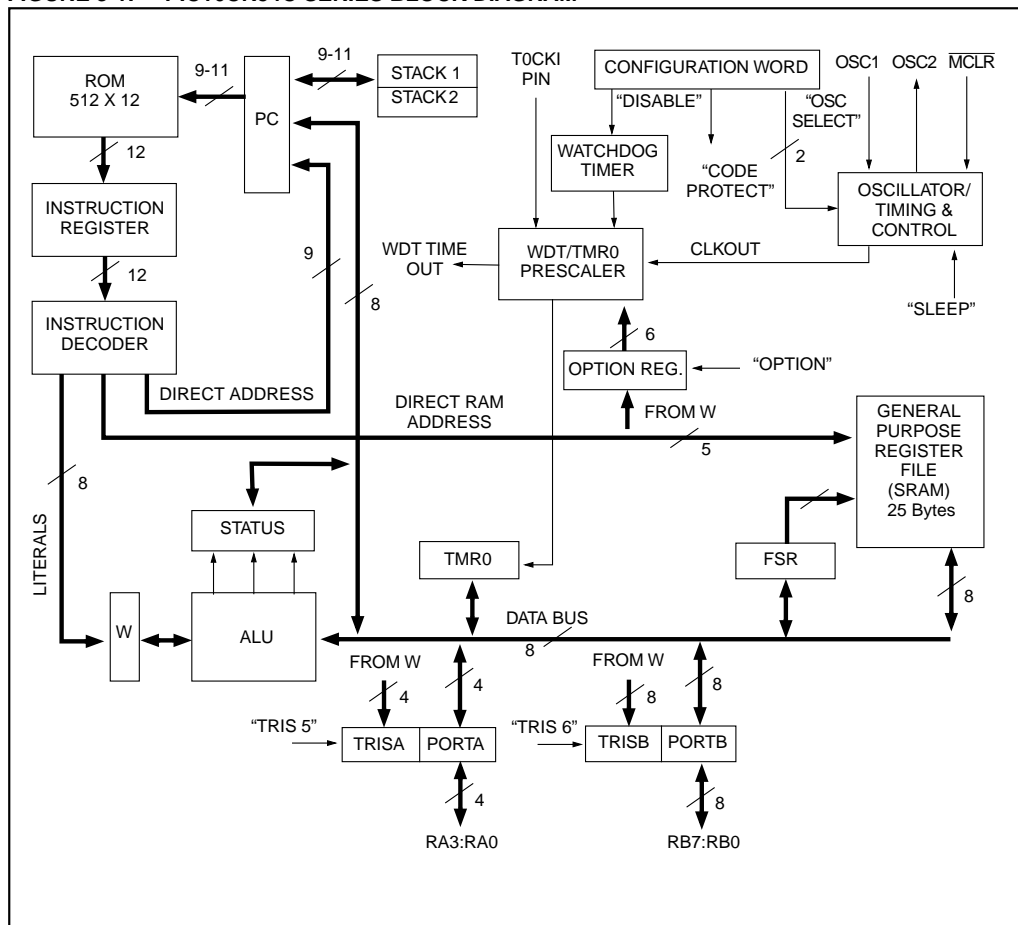 9-11
T0CKI
PIN
CONFIGURATION WORD
OSC1 OSC2 MCLR
ROM
512 X 12
9-11
PC
STACK 1
STACK 2
"DISABLE"
"OSC
SELECT"
2
WATCHDOG
TIMER
"CODE
PROTECT"
OSCILLATOR/
TIMING &
CONTROL
12
INSTRUCTION
REGISTER
9
8
WDT TIME
OUT
WDT/TMR0
PRESCALER
CLKOUT
12
"SLEEP"
INSTRUCTION
DECODER
6
OPTION REG.
"OPTION"
DIRECT ADDRESS
DIRECT RAM
ADDRESS
FROM W
5
GENERAL
PURPOSE
REGISTER
FILE
(SRAM)
25 Bytes
8
LITERALS
STATUS
TMR0
FSR
8
W
ALU
DATA BUS
8
FROM W
4
4
FROM W
8
8
"TRIS 5"
TRISA
PORTA
"TRIS 6"
TRISB
PORTB
4
8
RA3:RA0
RB7:RB0